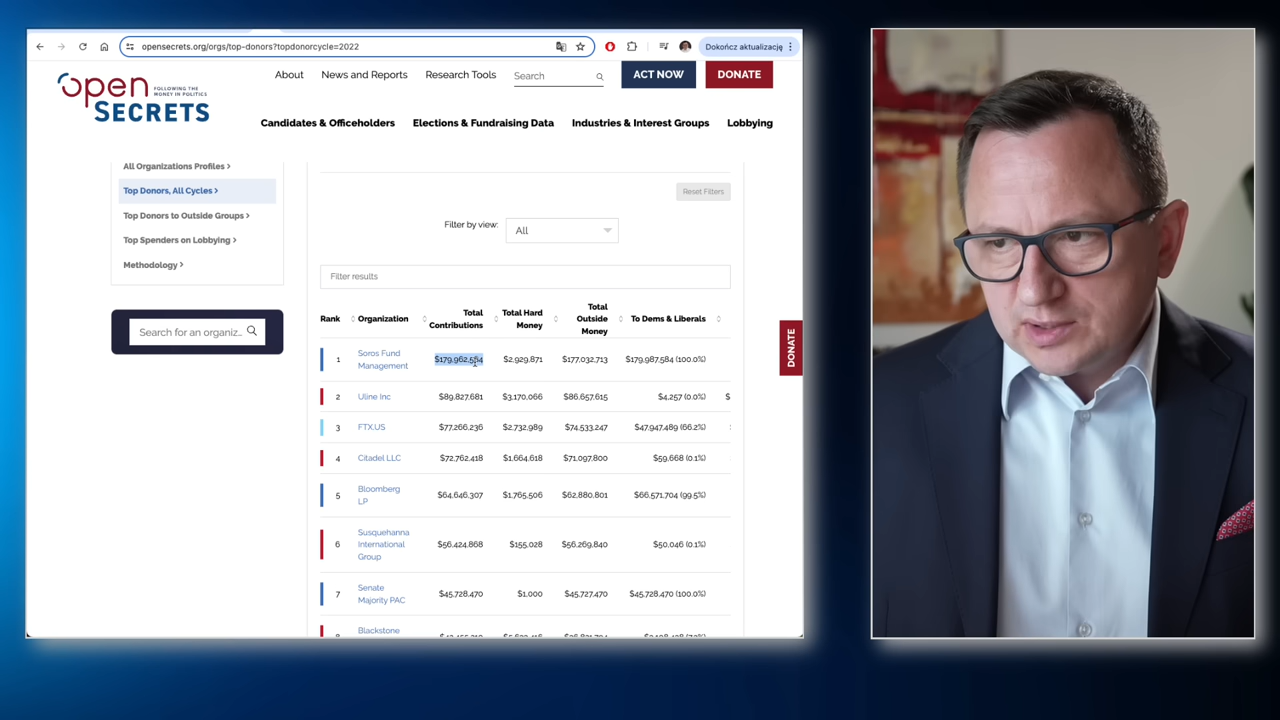 opensecrets.org/orgs/top-donors?topdonorcycle=2022
Dokończ aktualizację
open
SECRETS
FOLLOWING THE
MONEY IN POLITICS
About
News and Reports
Research Tools
Search
ACT NOW
DONATE
Candidates & Officeholders
Elections & Fundraising Data
Industries & Interest Groups
Lobbying
All Organizations Profiles
Top Donors, All Cycles
Top Donors to Outside Groups
Top Spenders on Lobbying
Methodology
Search for an organiz...
Reset Filters
Filter by view:
All
Filter results
Rank
Organization
Total
Contributions
Total Hard
Money
Total
Outside
Money
To Dems & Liberals
1
Soros Fund
Management
$2,929,871
$177,032,713
$179,987,584 (100.0%)
2
Uline Inc
$89,827,681
$3,170,066
$86,657,615
$4,257 (0.0%)
$
3
FTX.US
$77,266,236
$2,732,989
$74,533,247
$47,947,489 (66.2%)
4
Citadel LLC
$72,762,418
$1,664,618
$71,097,800
$59,668 (0.1%)
5
Bloomberg
LP
$64,646,307
$1,765,506
$62,880,801
$66,571,704 (99.5%)
6
Susquehanna
International
Group
$56,424,868
$155,028
$56,269,840
$50,046 (0.1%)
7
Senate
Majority PAC
$45,728,470
$1,000
$45,727,470
$45,728,470 (100.0%)
Blackstone
DONATE